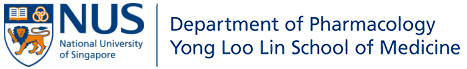 NUS
National University
of Singapore
Department of Pharmacology
Yong Loo Lin School of Medicine